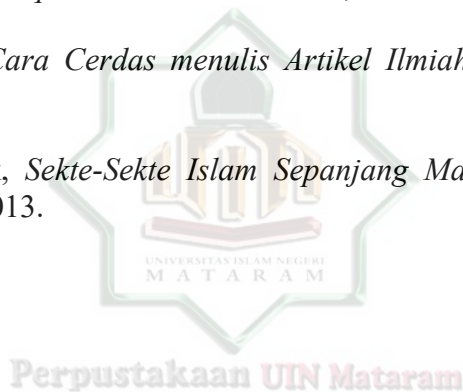 Cara Cerdas menulis Artikel Ilmiah
, Sekte-Sekte Islam Sepanjang Ma
013.
UNIVERSITAS ISLAM NEGERI
MATARAM
Perpustakaan UIN Mataram